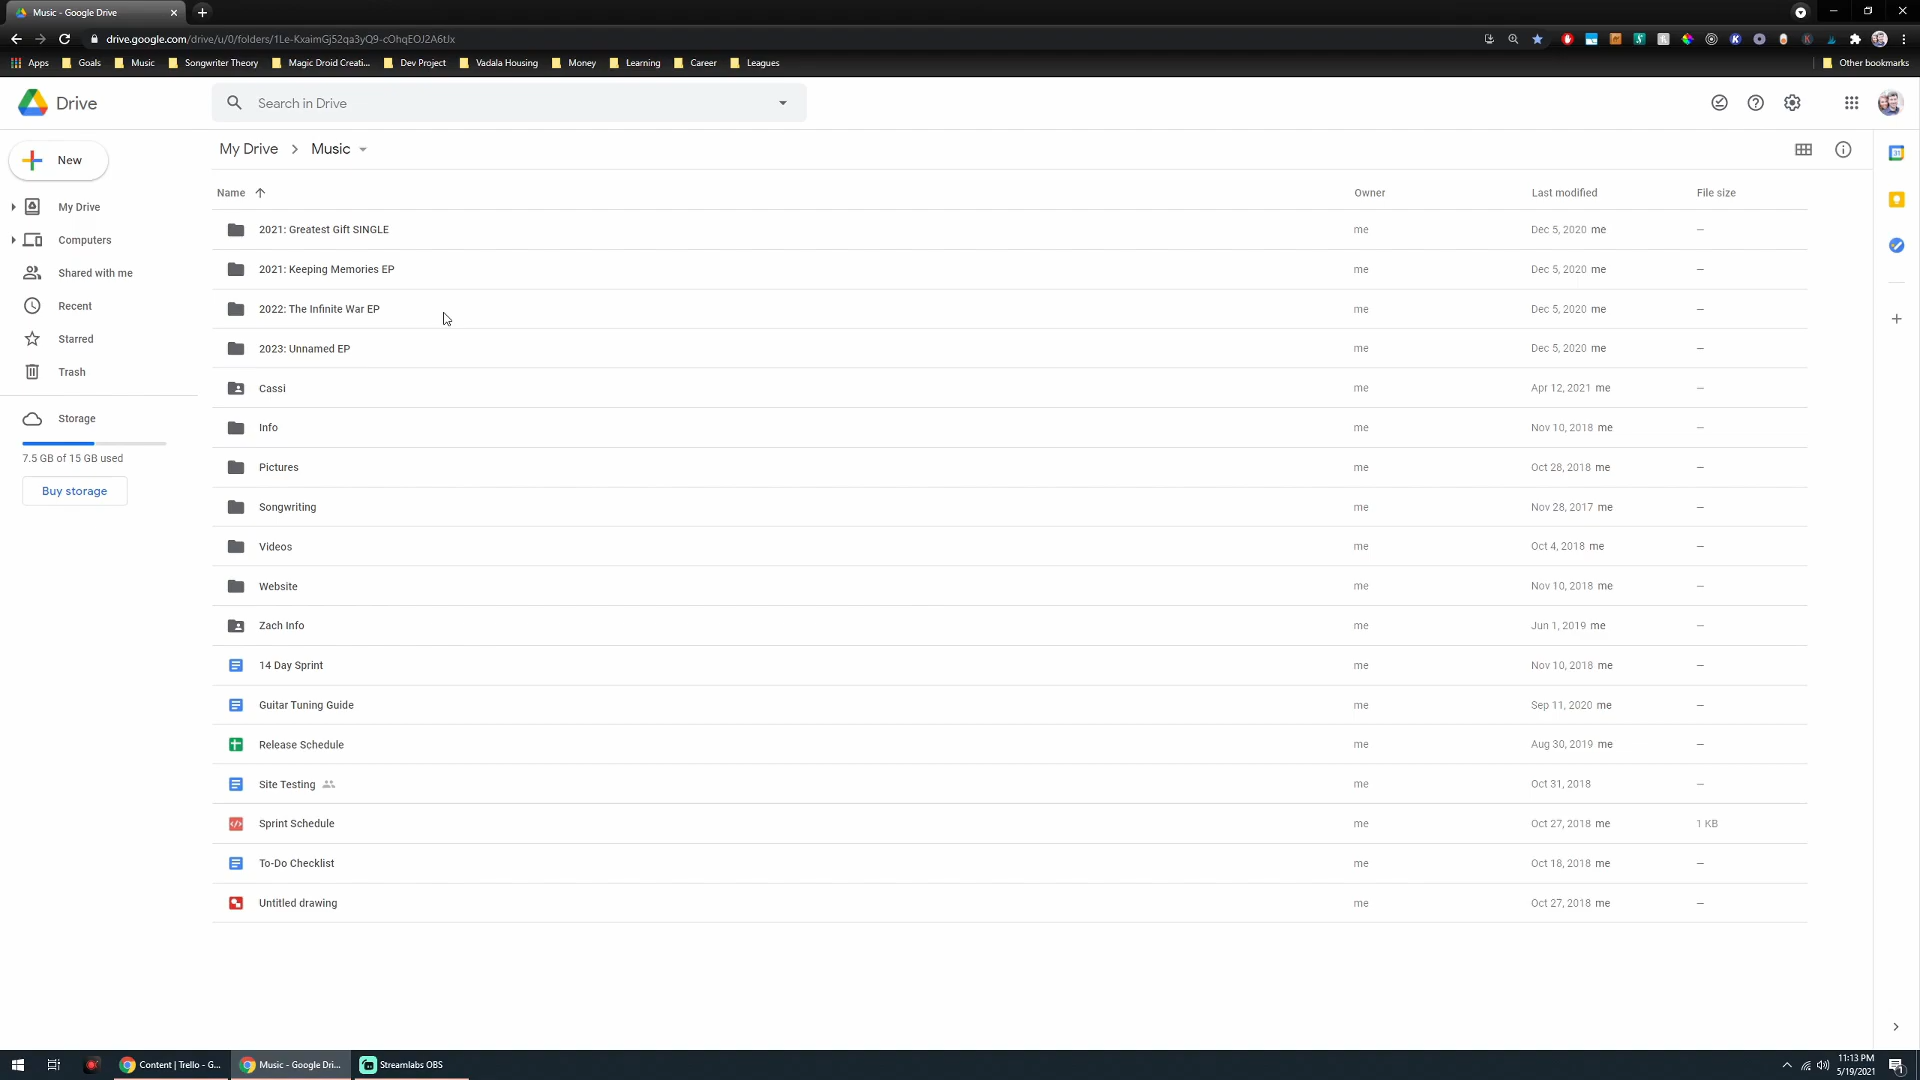 Music - Google Drive
drive.google.com/drive/u/0/folders/1Le-KxaimGj52qa3yQ9-cOhqEOJ2A6tJx
Apps Goals Music Songwriter Theory Magic Droid Creati... Dev Project Vadala Housing Money Learning Career Leagues Other bookmarks
Drive
Search in Drive
New
My Drive
Computers
Shared with me
Recent
Starred
Trash
Storage
7.5 GB of 15 GB used
Buy storage
My Drive > Music
Name Owner Last modified File size
2021: Greatest Gift SINGLE me Dec 5, 2020 me –
2021: Keeping Memories EP me Dec 5, 2020 me –
2022: The Infinite War EP me Dec 5, 2020 me –
2023: Unnamed EP me Dec 5, 2020 me –
Cassi me Apr 12, 2021 me –
Info me Nov 10, 2018 me –
Pictures me Oct 28, 2018 me –
Songwriting me Nov 28, 2017 me –
Videos me Oct 4, 2018 me –
Website me Nov 10, 2018 me –
Zach Info me Jun 1, 2019 me –
14 Day Sprint me Nov 10, 2018 me –
Guitar Tuning Guide me Sep 11, 2020 me –
Release Schedule me Aug 30, 2019 me –
Site Testing me Oct 31, 2018 –
Sprint Schedule me Oct 27, 2018 me 1 KB
To-Do Checklist me Oct 18, 2018 me –
Untitled drawing me Oct 27, 2018 me –
Content | Trello - G... Music - Google Dri... Streamlabs OBS
11:13 PM
5/19/2021